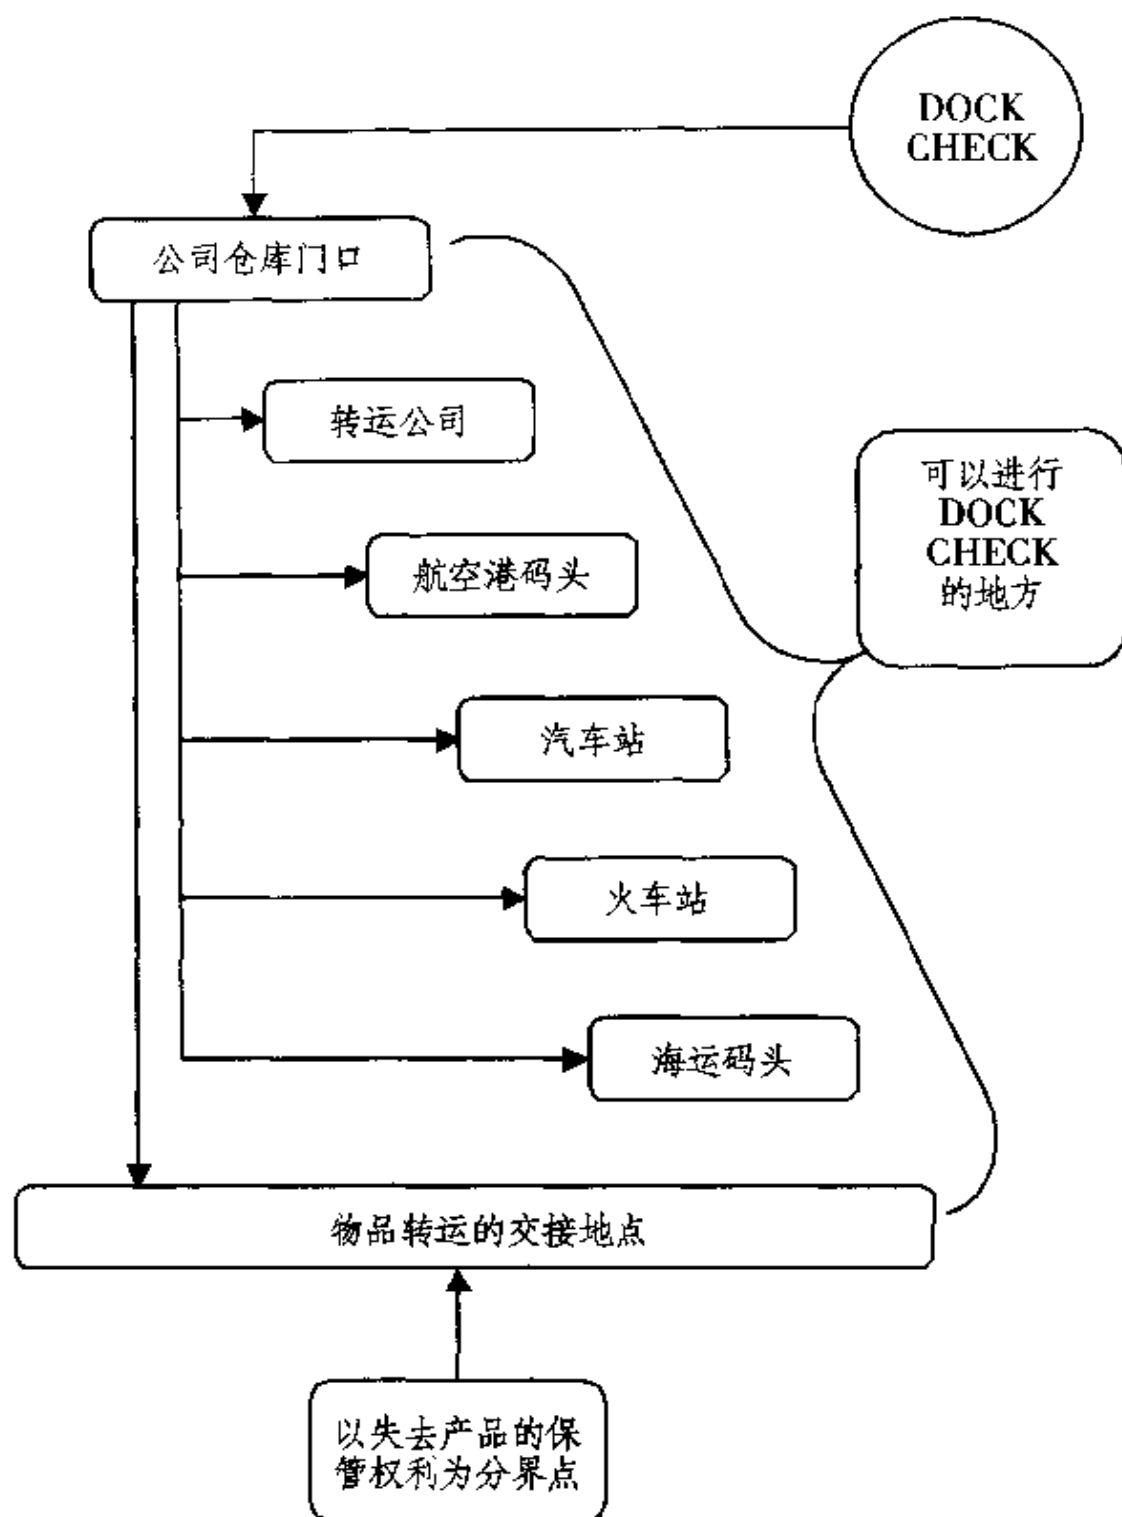 DOCK
CHECK
公司仓库门口
转运公司
可以进行
DOCK
CHECK
的地方
航空港码头
汽车站
火车站
海运码头
物品转运的交接地点
以失去产品的保
管权利为分界点